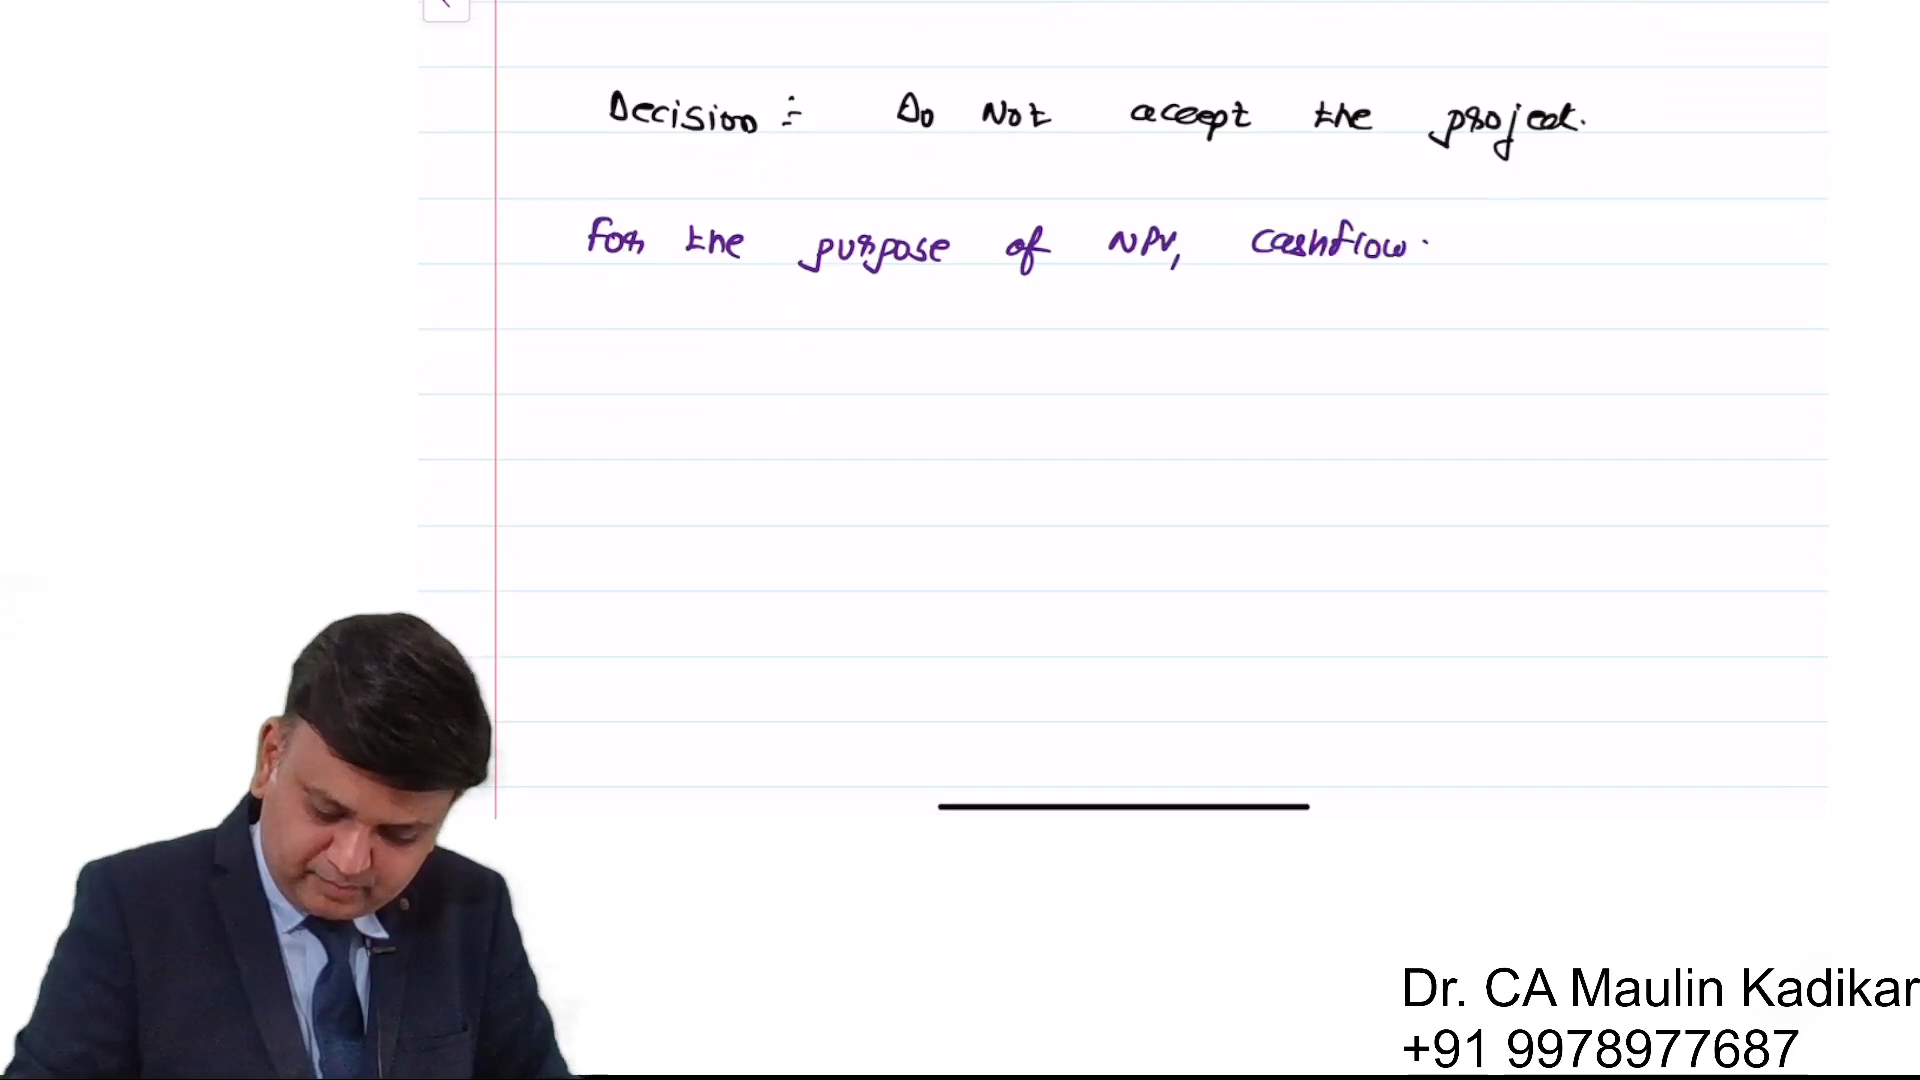 Decision :- Do Not accept the project.
for the purpose of NPV, cashflow.
Dr. CA Maulin Kadikar
+91 9978977687